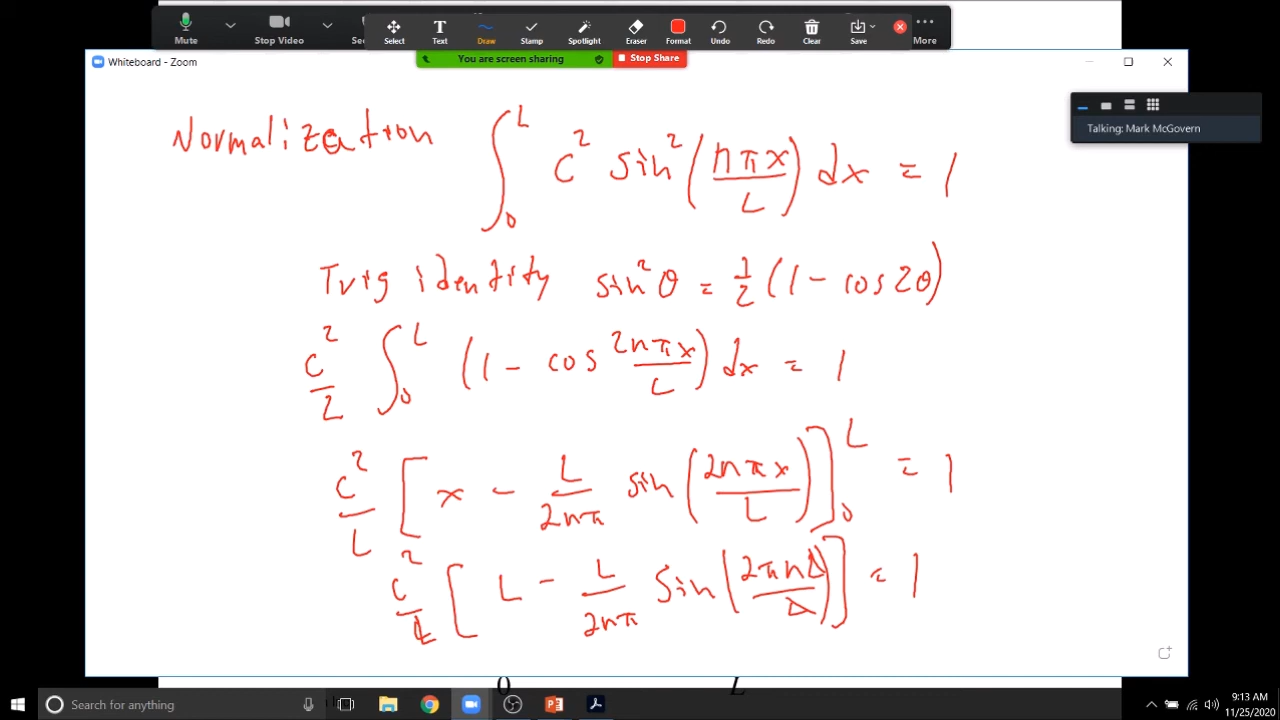 Mute Stop Video Select Text Draw Stamp Spotlight Eraser Format Undo Redo Clear Save More
You are screen sharing Stop Share
Whiteboard - Zoom
Talking: Mark McGovern
Normalization ∫₀ᴸ C² sin² (nπx/L) dx = 1
Trig identity sin²θ = 1/2 (1 - cos 2θ)
C²/2 ∫₀ᴸ (1 - cos 2nπx/L) dx = 1
C²/L [x - L/2nπ sin (2nπx/L)]₀ᴸ = 1
[L - L/2nπ sin (2πnL/L)] = 1
0 L
Search for anything
9:13 AM
11/25/2020